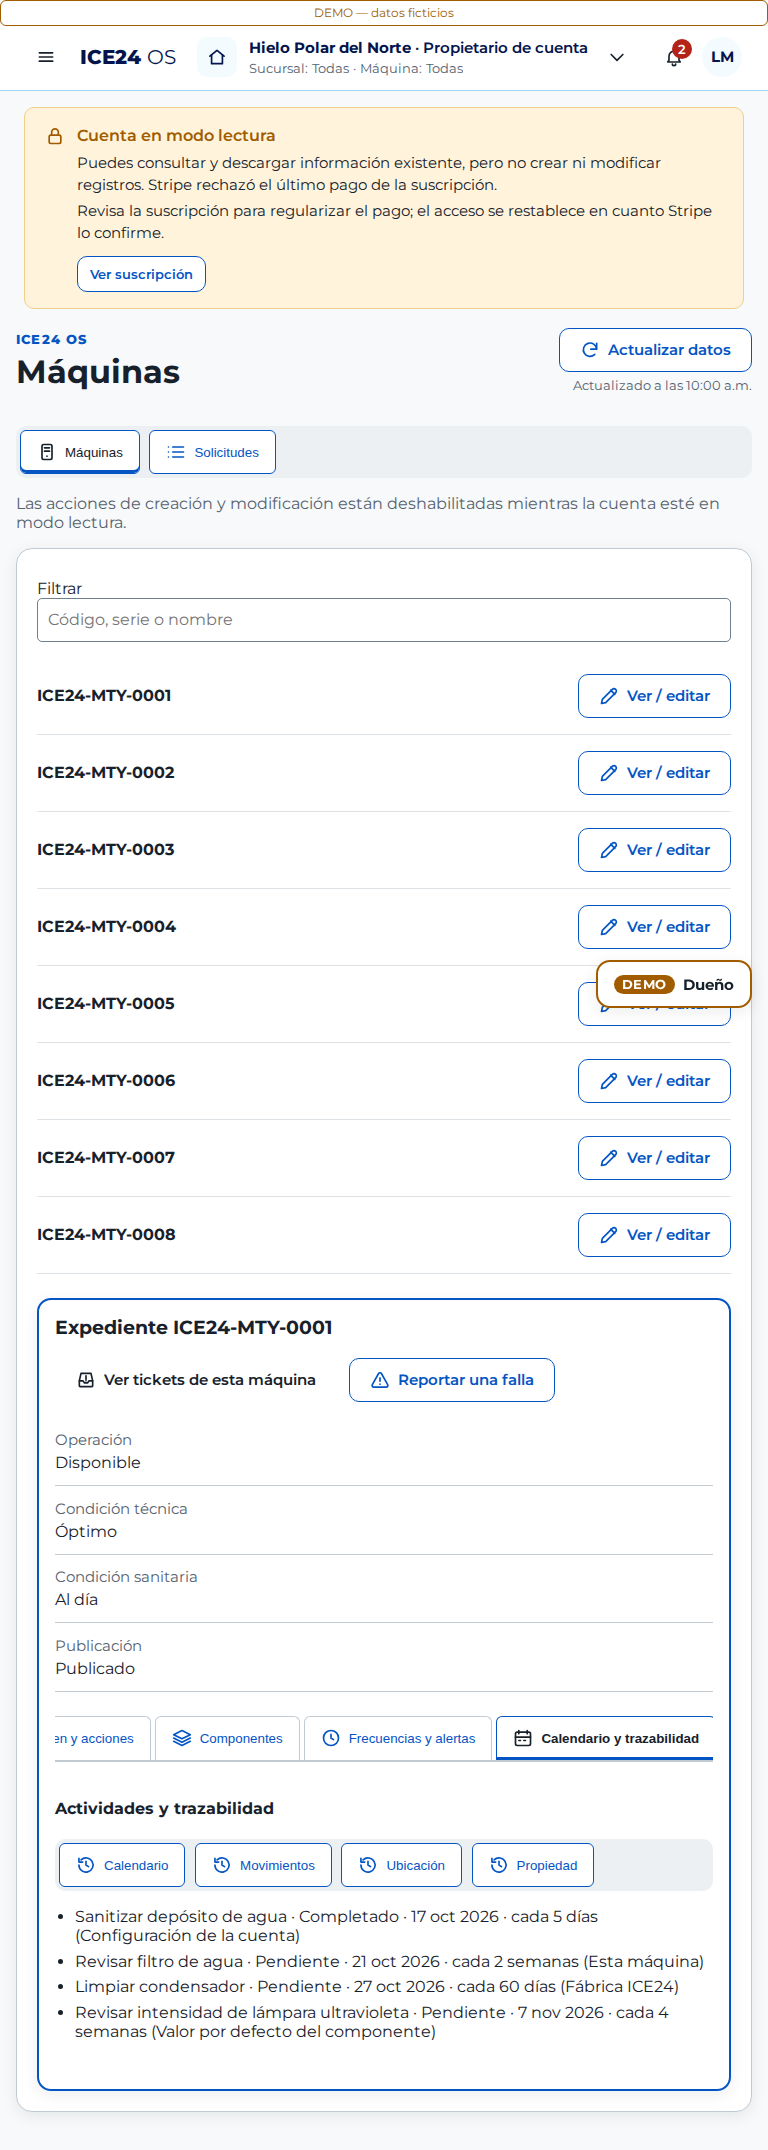 DEMO — datos ficticios
ICE24 OS
Hielo Polar del Norte · Propietario de cuenta
Sucursal: Todas · Máquina: Todas
2
LM
Cuenta en modo lectura
Puedes consultar y descargar información existente, pero no crear ni modificar
registros. Stripe rechazó el último pago de la suscripción.
Revisa la suscripción para regularizar el pago; el acceso se restablece en cuanto Stripe
lo confirme.
Ver suscripción
ICE24 OS
Máquinas
Actualizar datos
Actualizado a las 10:00 a.m.
Máquinas
Solicitudes
Las acciones de creación y modificación están deshabilitadas mientras la cuenta esté en
modo lectura.
Filtrar
Código, serie o nombre
ICE24-MTY-0001
Ver / editar
ICE24-MTY-0002
Ver / editar
ICE24-MTY-0003
Ver / editar
ICE24-MTY-0004
Ver / editar
DEMO Dueño
ICE24-MTY-0005
ICE24-MTY-0006
Ver / editar
ICE24-MTY-0007
Ver / editar
ICE24-MTY-0008
Ver / editar
Expediente ICE24-MTY-0001
Ver tickets de esta máquina
Reportar una falla
Operación
Disponible
Condición técnica
Óptimo
Condición sanitaria
Al día
Publicación
Publicado
en y acciones
Componentes
Frecuencias y alertas
Calendario y trazabilidad
Actividades y trazabilidad
Calendario
Movimientos
Ubicación
Propiedad
Sanitizar depósito de agua · Completado · 17 oct 2026 · cada 5 días
(Configuración de la cuenta)
Revisar filtro de agua · Pendiente · 21 oct 2026 · cada 2 semanas (Esta máquina)
Limpiar condensador · Pendiente · 27 oct 2026 · cada 60 días (Fábrica ICE24)
Revisar intensidad de lámpara ultravioleta · Pendiente · 7 nov 2026 · cada 4
semanas (Valor por defecto del componente)